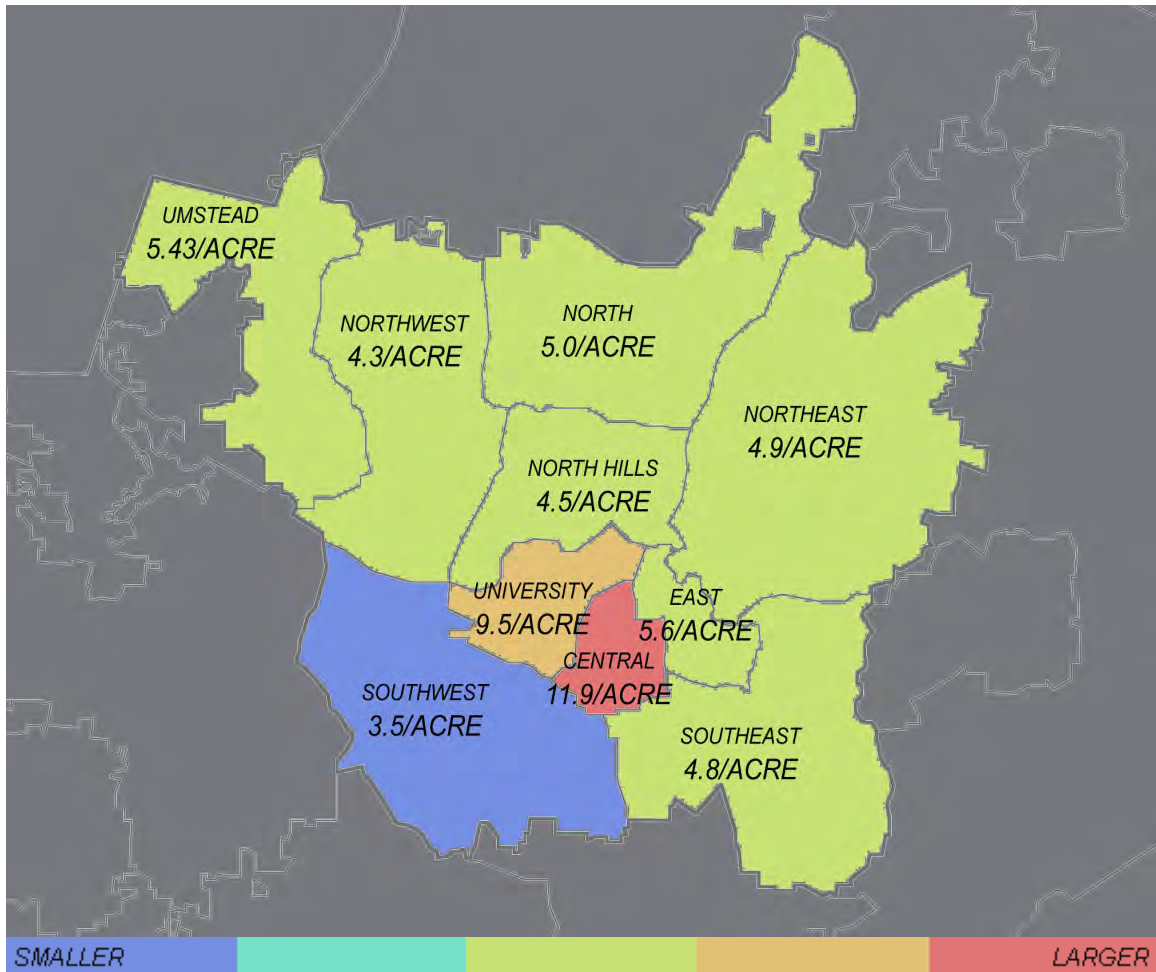 UMSTEAD
5.43/ACRE
NORTHWEST
4.3/ACRE
NORTH
5.0/ACRE
NORTHEAST
4.9/ACRE
NORTH HILLS
4.5/ACRE
UNIVERSITY
9.5/ACRE
EAST
5.6/ACRE
CENTRAL
11.9/ACRE
SOUTHWEST
3.5/ACRE
SOUTHEAST
4.8/ACRE
SMALLER
LARGER